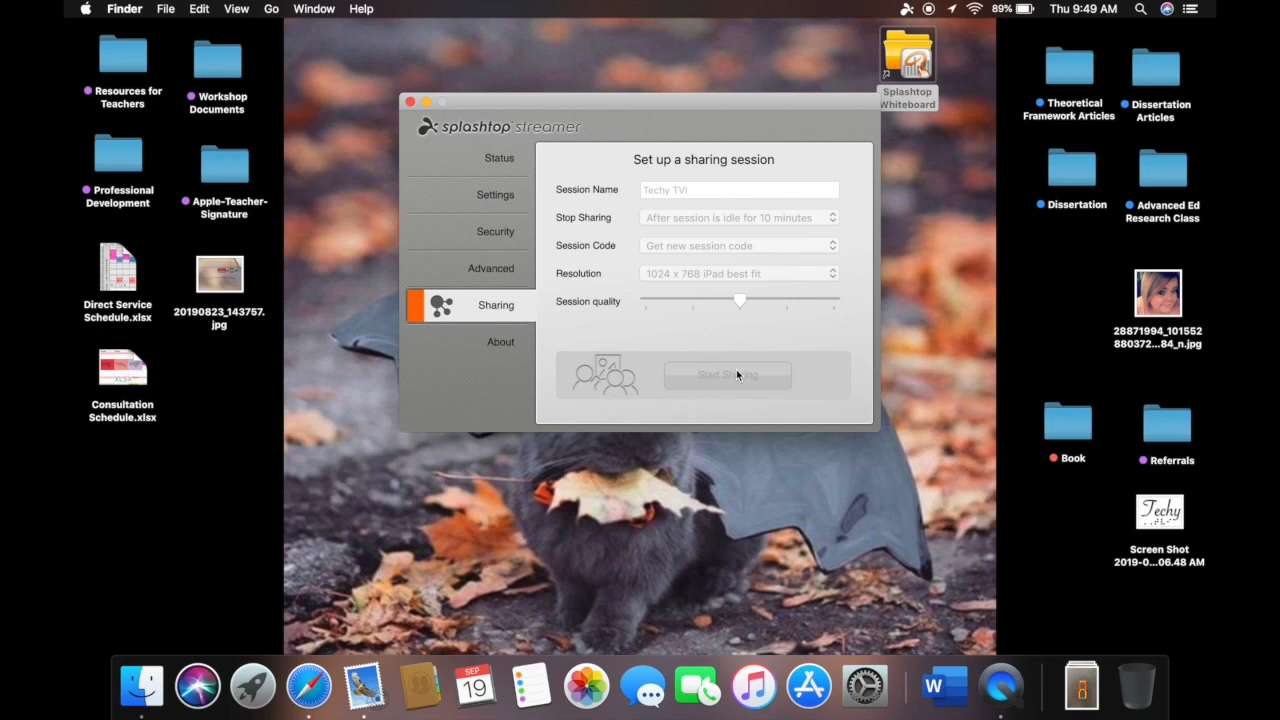 Finder File Edit View Go Window Help
89% Thu 9:49 AM
Resources for
Teachers
Workshop
Documents
Professional
Development
Apple-Teacher-
Signature
Direct Service
Schedule.xlsx
20190823_143757.
jpg
XLSX
Consultation
Schedule.xlsx
Splashtop
Whiteboard
splashtop streamer
Status
Settings
Security
Advanced
Sharing
About
Set up a sharing session
Session Name Techy TVI
Stop Sharing After session is idle for 10 minutes
Session Code Get new session code
Resolution 1024 x 768 iPad best fit
Session quality
Start Sharing
Theoretical
Framework Articles
Dissertation
Articles
Dissertation
Advanced Ed
Research Class
28871994_101552
880372...84_n.jpg
Book
Referrals
Techy
Screen Shot
2019-0...06.48 AM
SEP
19
W